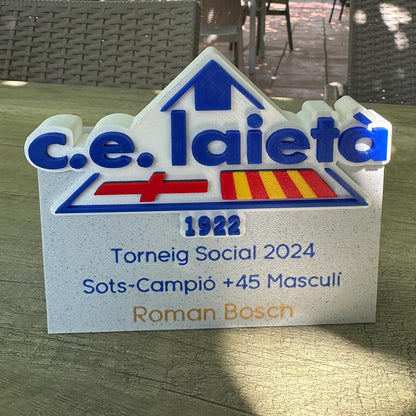 c.e. laietà
1922
Torneig Social 2024
Sots-Campió +45 Masculí
Roman Bosch